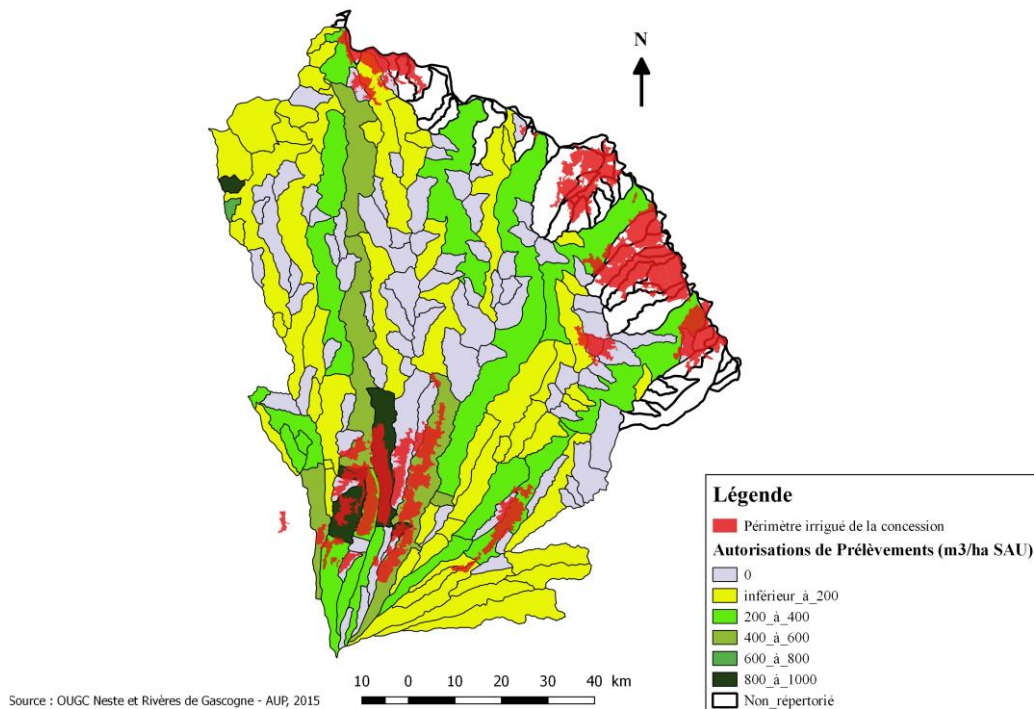 N
Légende
Périmètre irrigué de la concession
Autorisations de Prélèvements (m3/ha SAU)
0
inférieur_à_200
200_à_400
400_à_600
600_à_800
800_à_1000
Non_répertorié
10 0 10 20 30 40 km
Source : OUGC Neste et Rivères de Gascogne - AUP, 2015